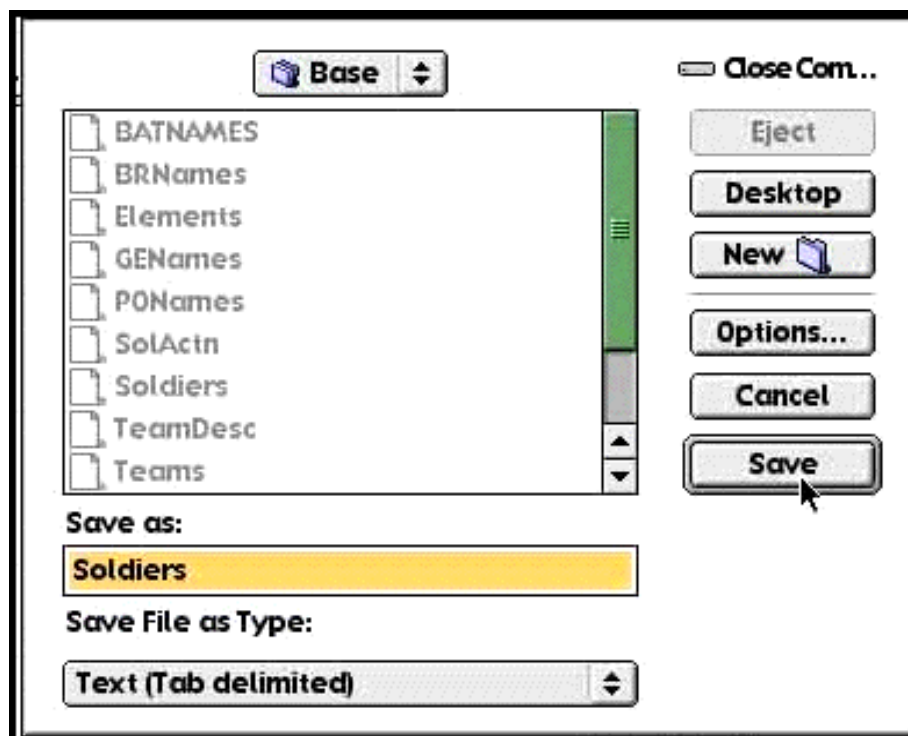 Base
Close Com...
BATNAMES
BRNames
Elements
GENames
PONames
SolActn
Soldiers
TeamDesc
Teams
Eject
Desktop
New
Options...
Cancel
Save
Save as:
Soldiers
Save File as Type:
Text (Tab delimited)